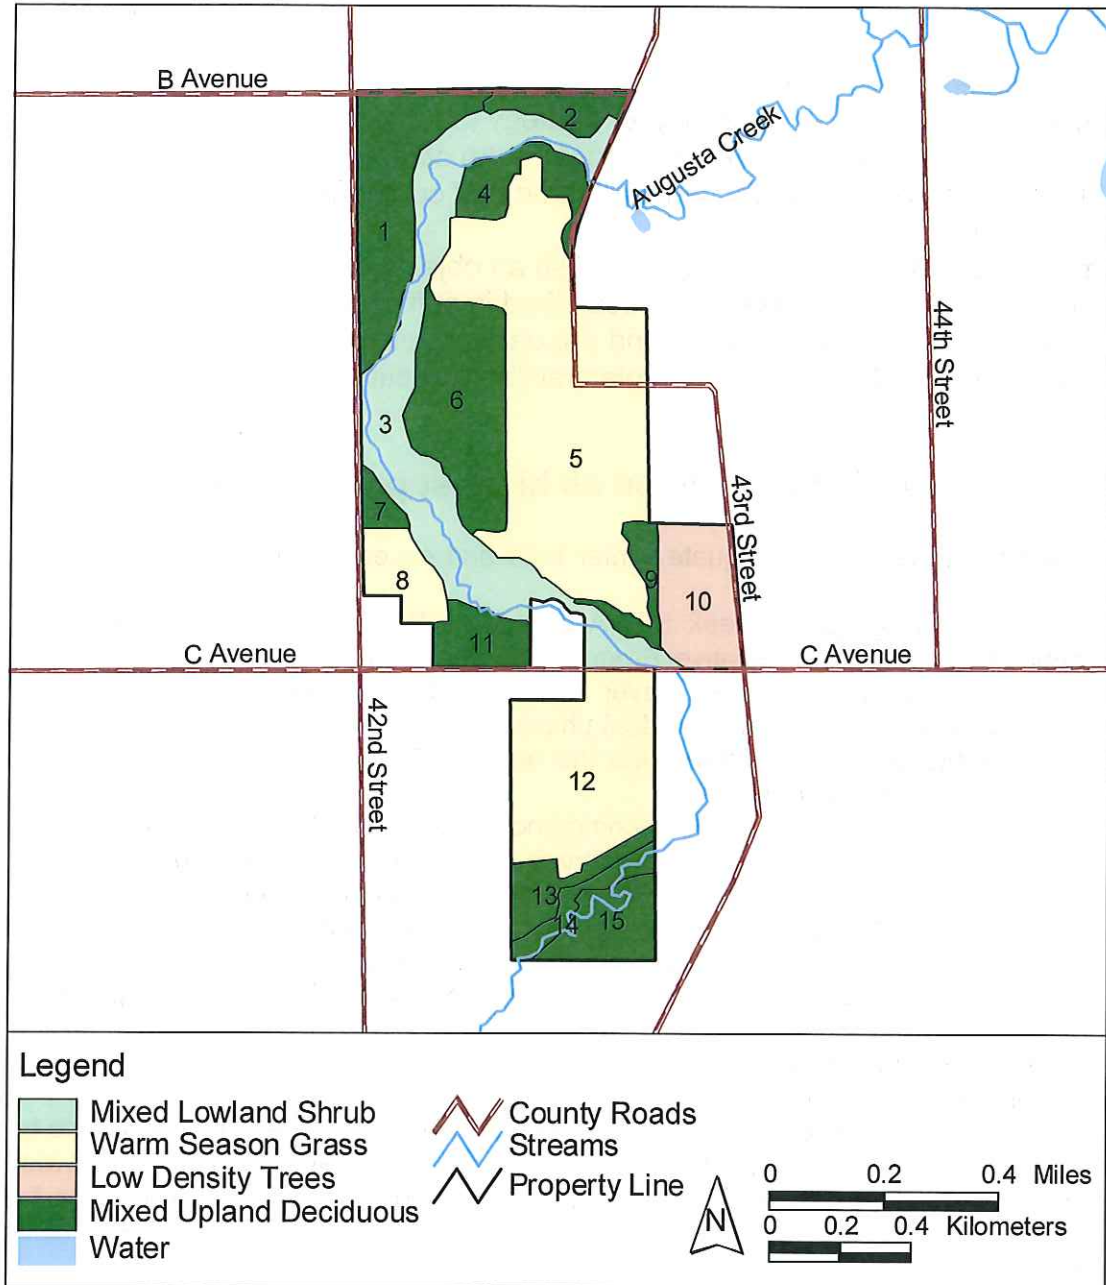 B Avenue
2
Augusta Creek
4
1
44th Street
6
3
5
43rd Street
7
8
9
10
11
C Avenue
C Avenue
42nd Street
12
13
14
15
Legend
Mixed Lowland Shrub
Warm Season Grass
Low Density Trees
Mixed Upland Deciduous
Water
County Roads
Streams
Property Line
N
0 0.2 0.4 Miles
0 0.2 0.4 Kilometers